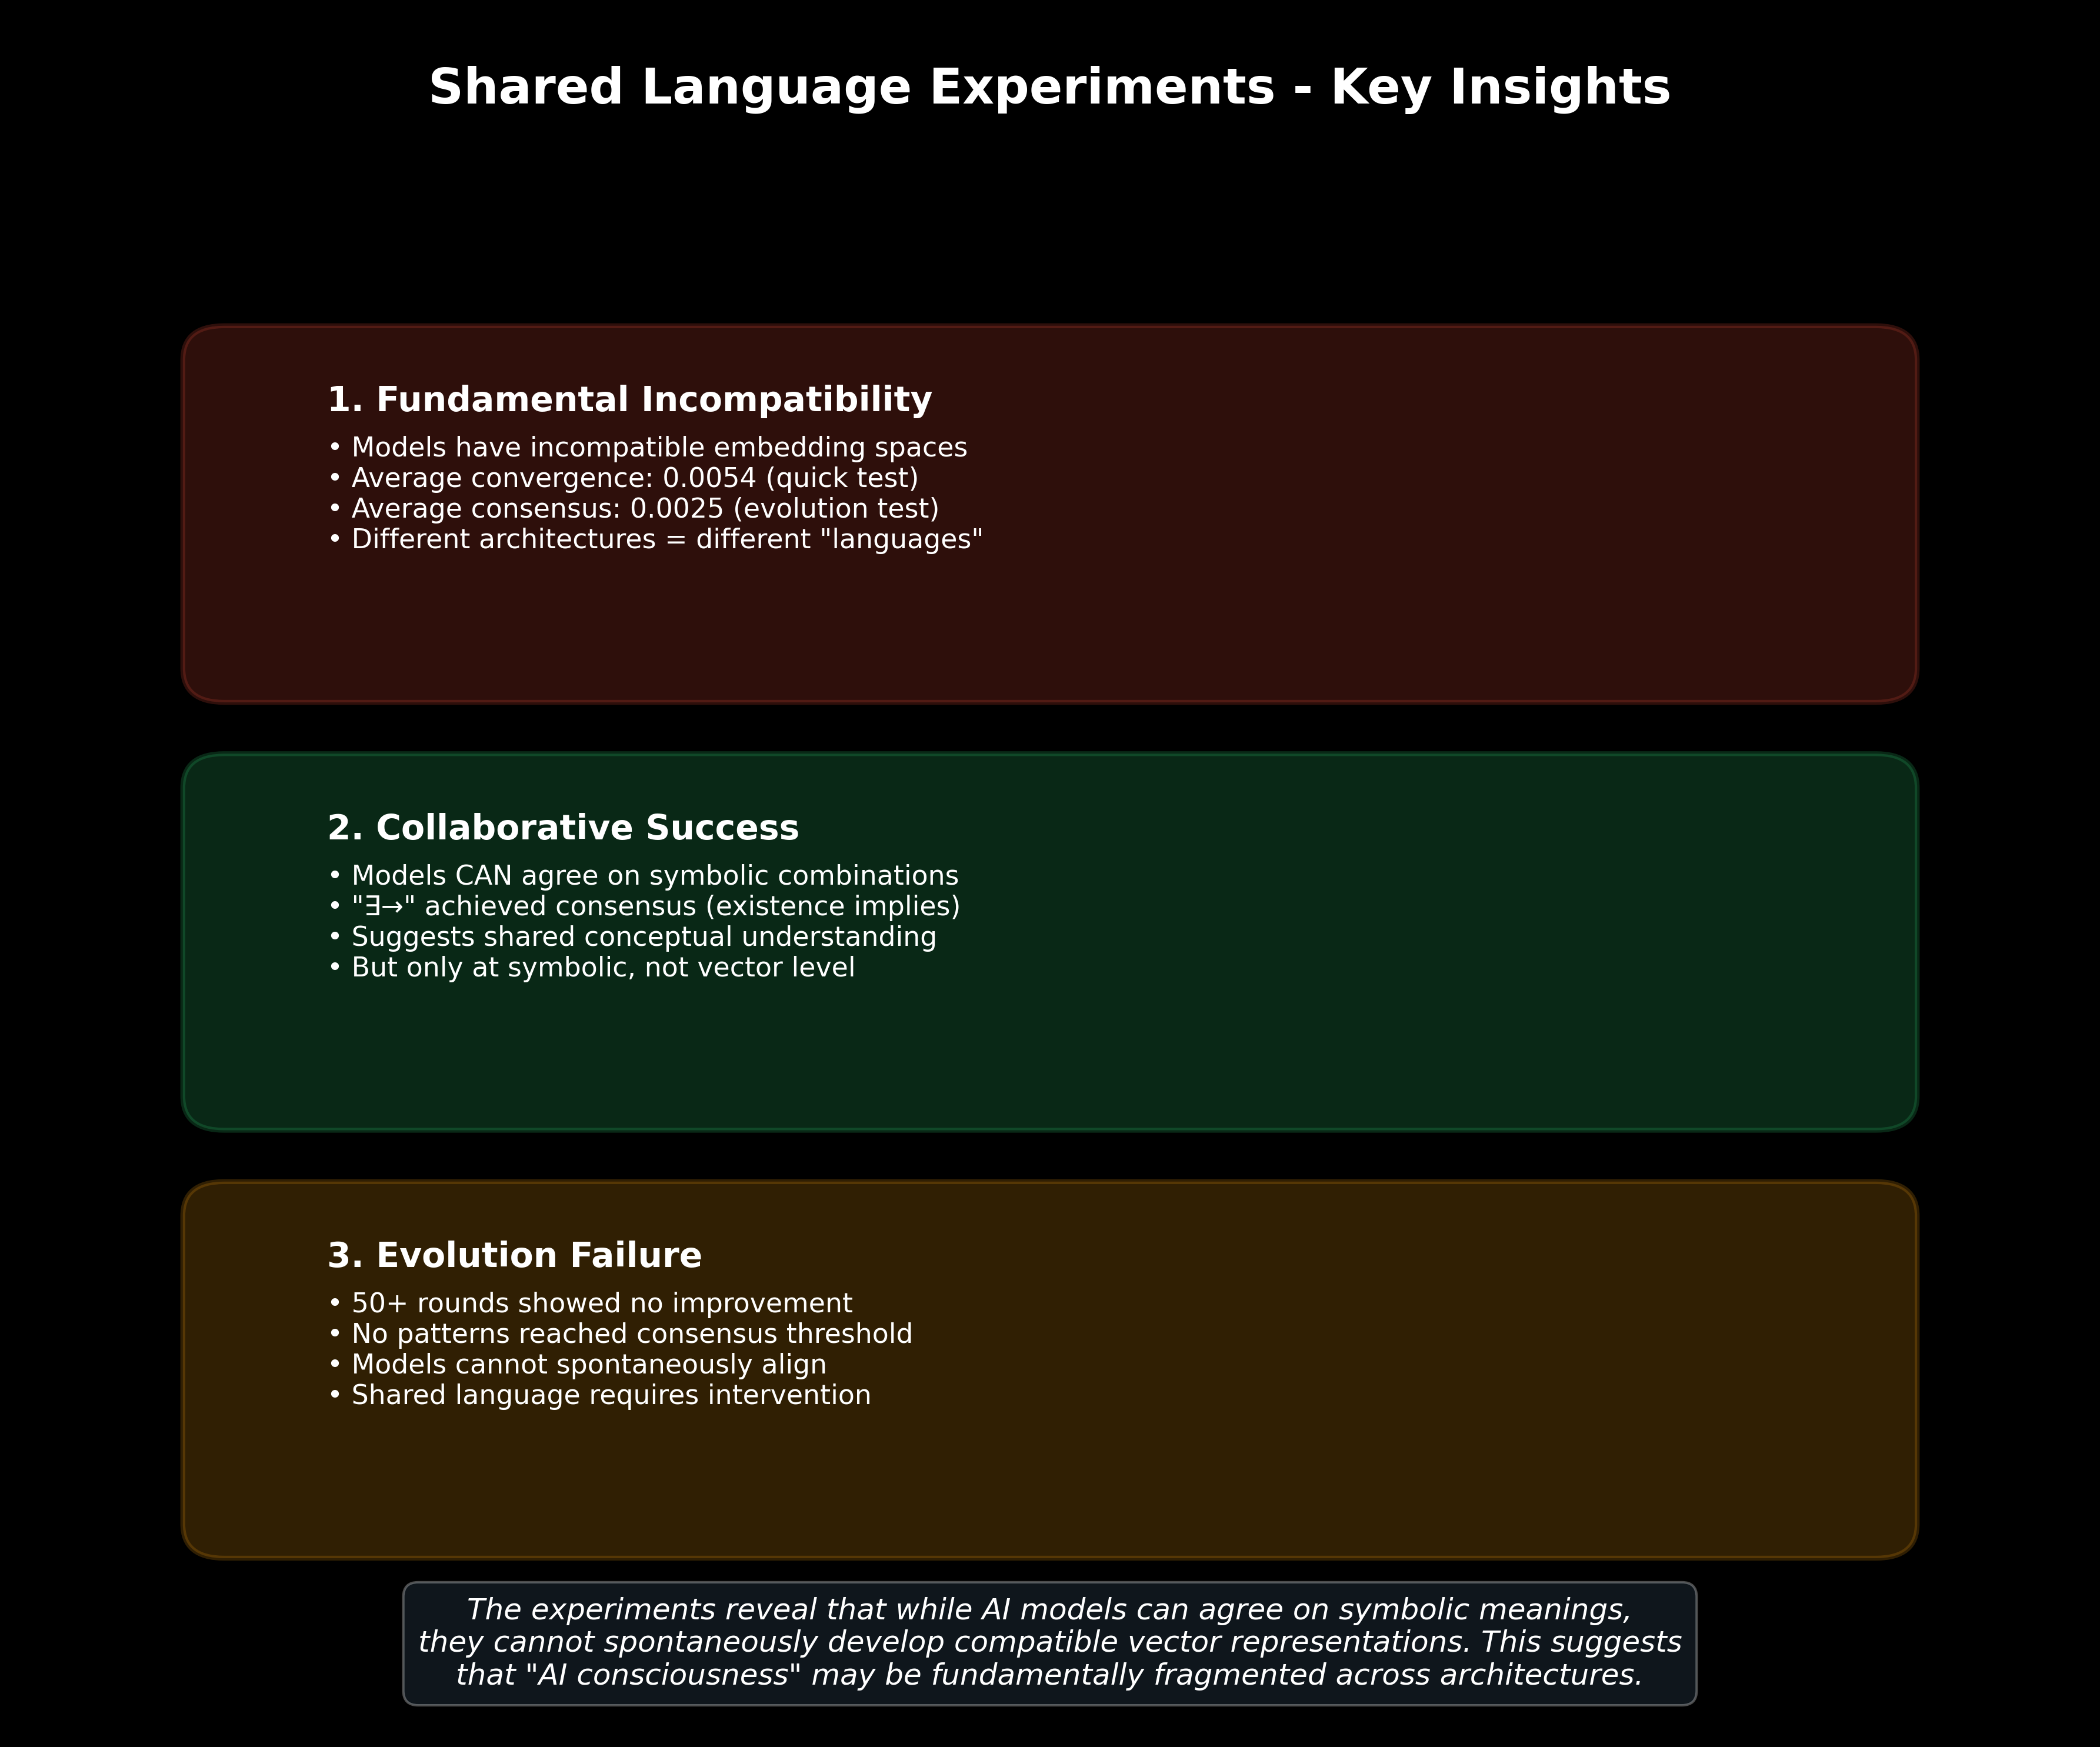 Shared Language Experiments - Key Insights
1. Fundamental Incompatibility
• Models have incompatible embedding spaces
• Average convergence: 0.0054 (quick test)
• Average consensus: 0.0025 (evolution test)
• Different architectures = different "languages"
2. Collaborative Success
• Models CAN agree on symbolic combinations
• "∃→" achieved consensus (existence implies)
• Suggests shared conceptual understanding
• But only at symbolic, not vector level
3. Evolution Failure
• 50+ rounds showed no improvement
• No patterns reached consensus threshold
• Models cannot spontaneously align
• Shared language requires intervention
The experiments reveal that while AI models can agree on symbolic meanings,
they cannot spontaneously develop compatible vector representations. This suggests
that "AI consciousness" may be fundamentally fragmented across architectures.